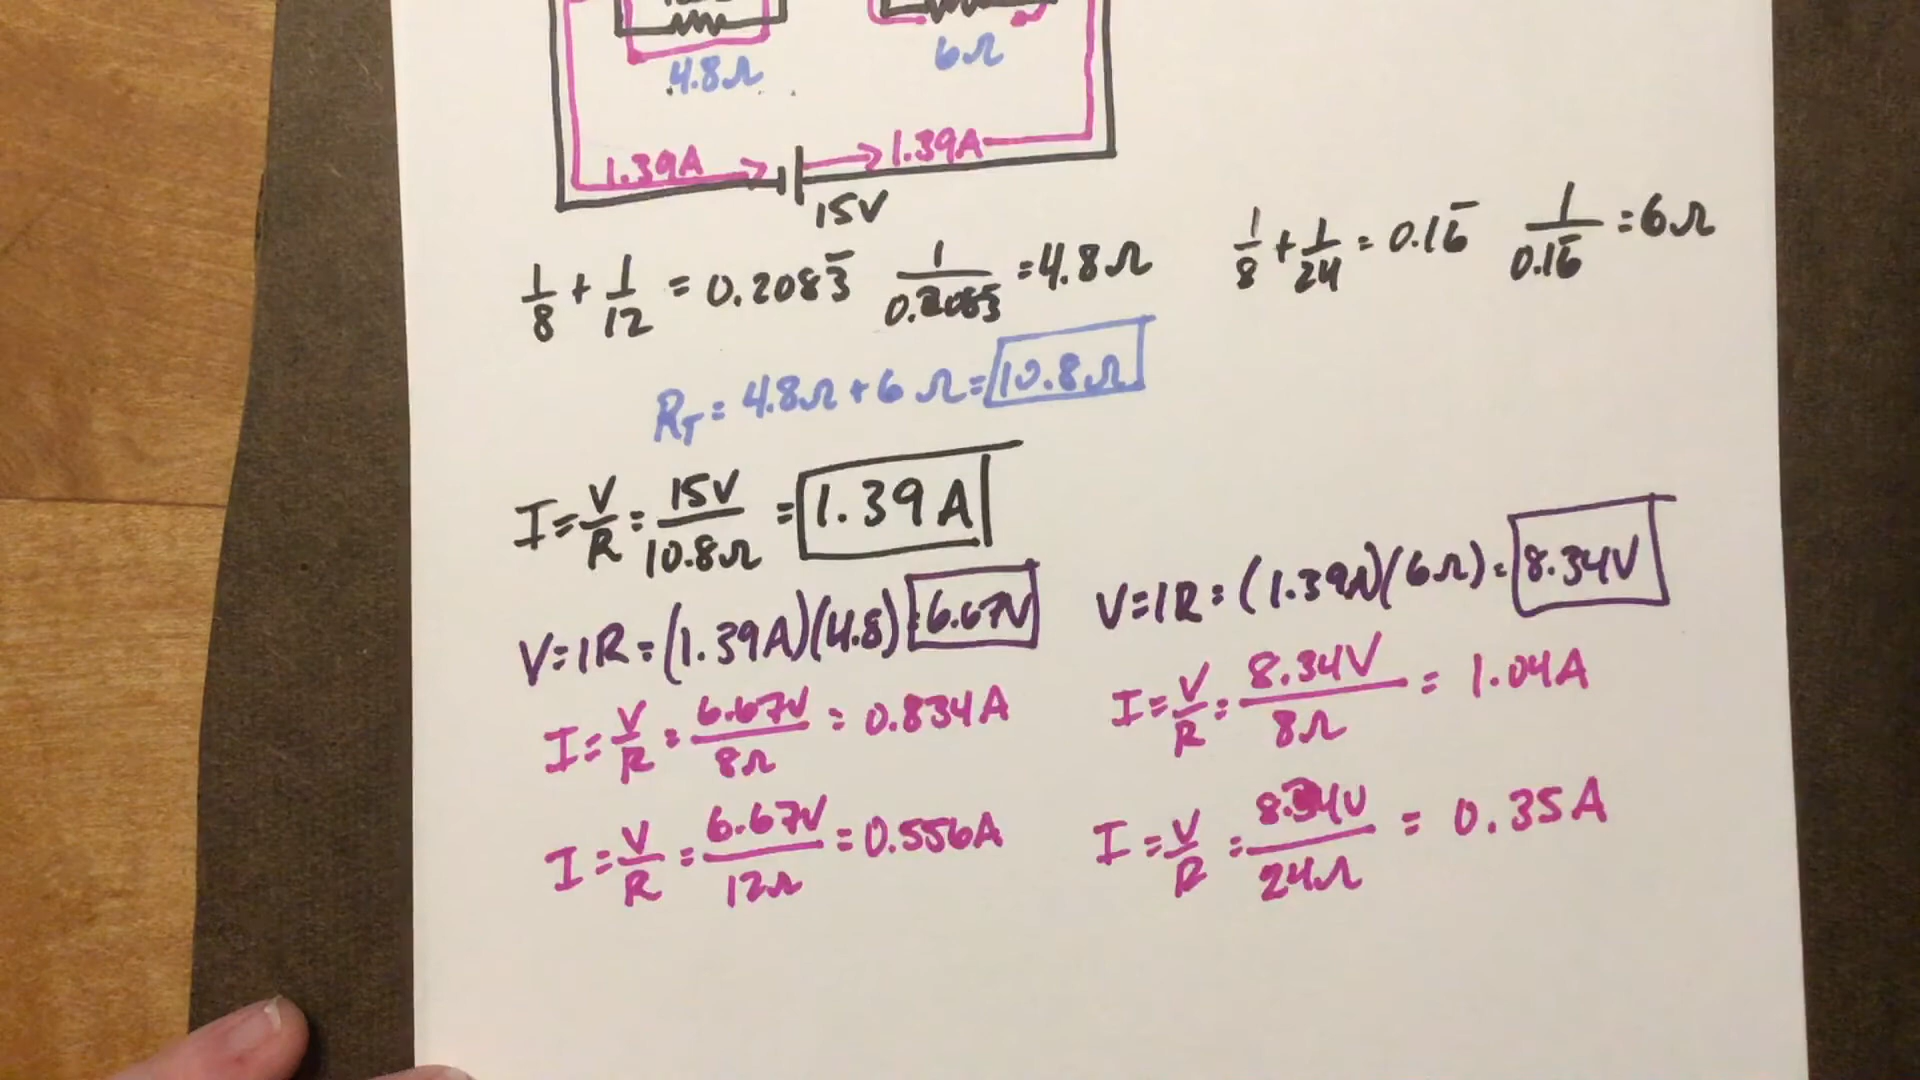 4.8Ω 6Ω
1.39A 1.39A
15V
1/8 + 1/12 = 0.2083̅ 1/0.2083̅ = 4.8Ω 1/8 + 1/24 = 0.16̅ 1/0.16̅ = 6Ω
R_T = 4.8Ω + 6Ω = 10.8Ω
I = V/R = 15V/10.8Ω = 1.39A
V = IR = (1.39A)(4.8) = 6.67V V = IR = (1.39A)(6Ω) = 8.34V
I = V/R = 6.67V/8Ω = 0.834A I = V/R = 8.34V/8Ω = 1.04A
I = V/R = 6.67V/12Ω = 0.556A I = V/R = 8.34V/24Ω = 0.35A